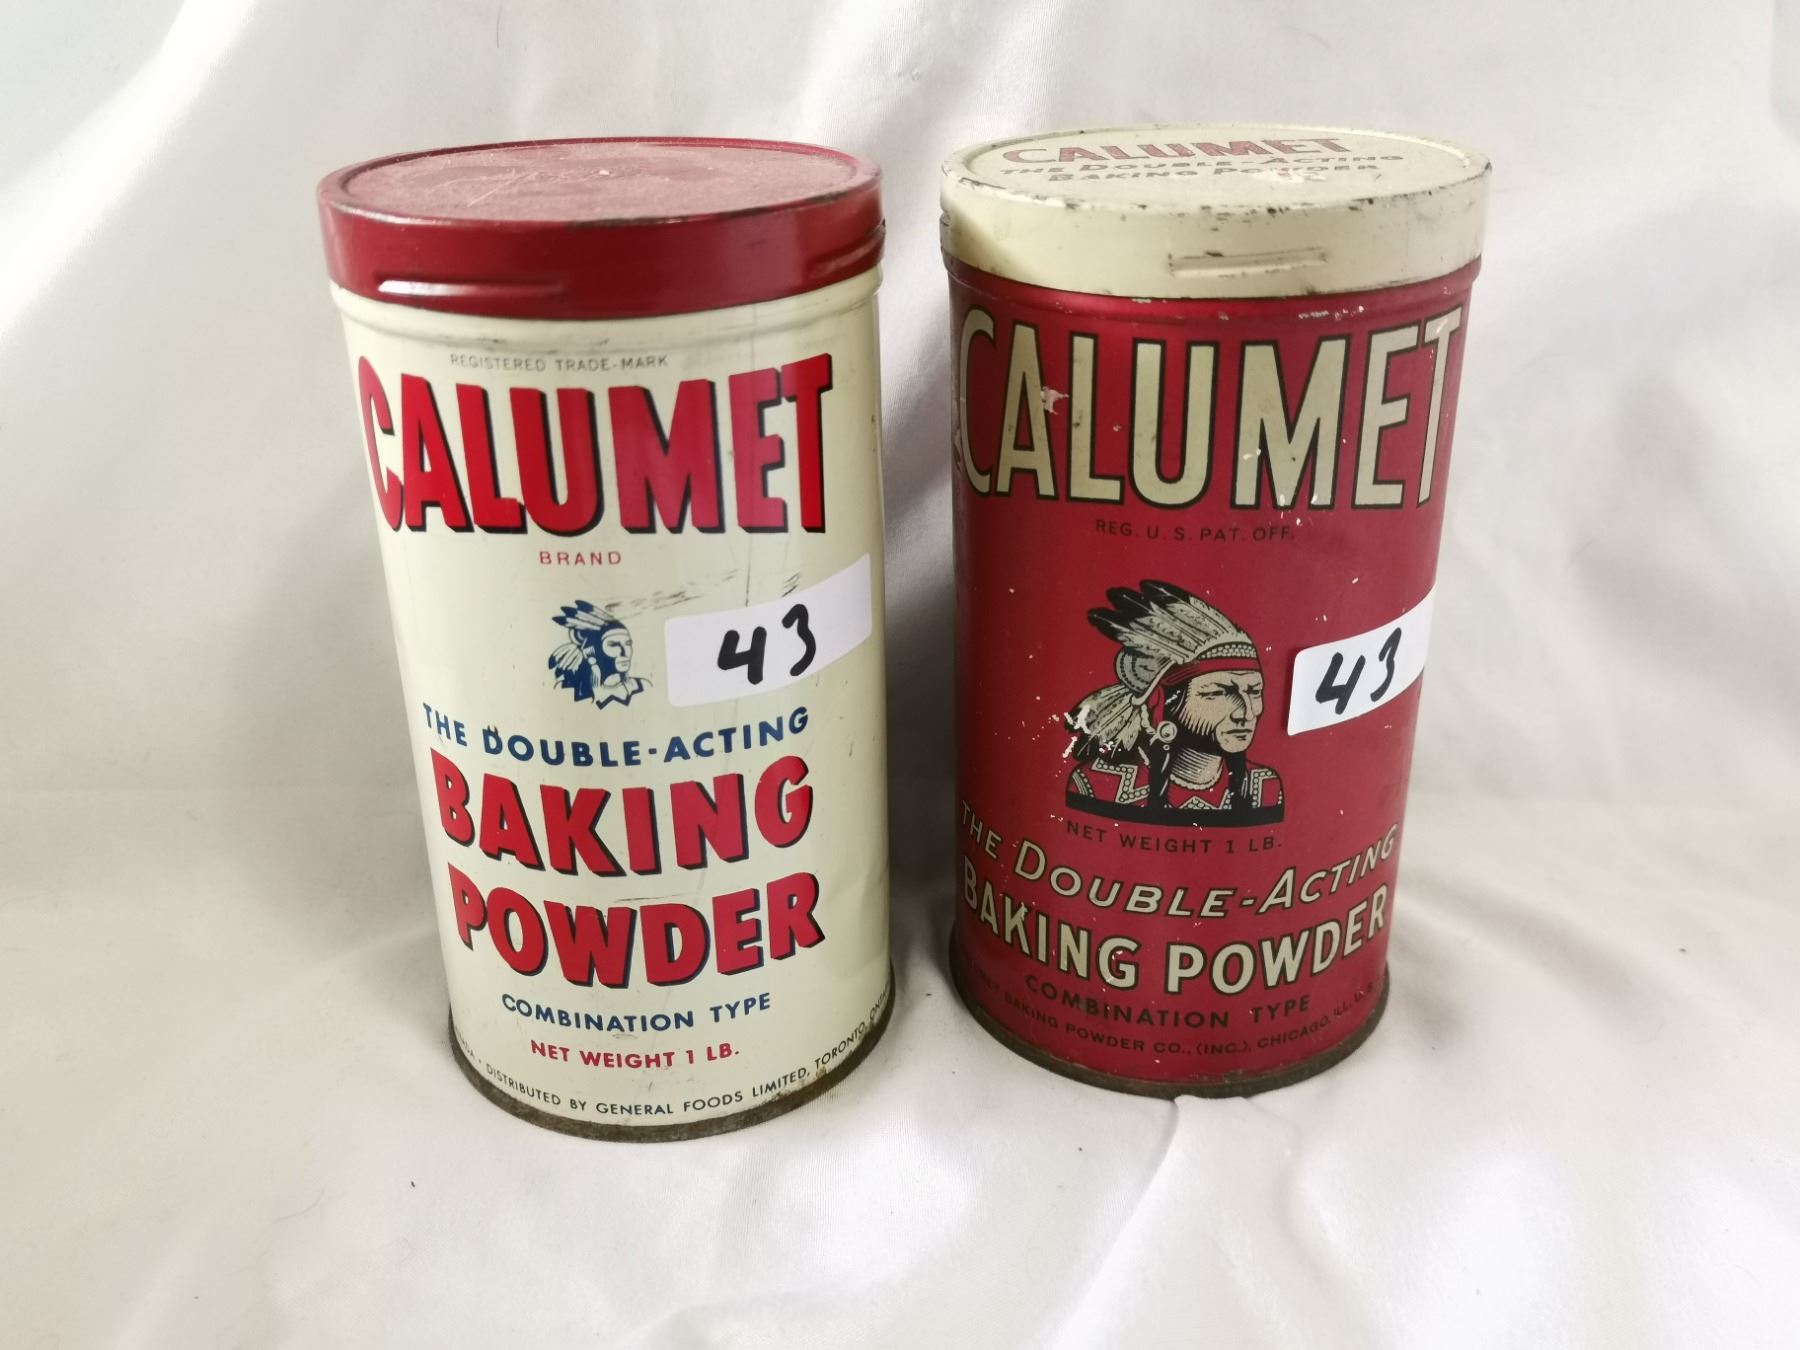 REGISTERED TRADE-MARK
CALUMET
BRAND
43
THE DOUBLE-ACTING
BAKING
POWDER
COMBINATION TYPE
NET WEIGHT 1 LB.
DISTRIBUTED BY GENERAL FOODS LIMITED, TORONTO,
CALUMET
THE DOUBLE-ACTING
BAKING POWDER
CALUMET
REG. U. S. PAT. OFF.
43
NET WEIGHT 1 LB.
THE DOUBLE-ACTING
BAKING POWDER
COMBINATION TYPE
BAKING POWDER CO., (INC.), CHICAGO, ILL.